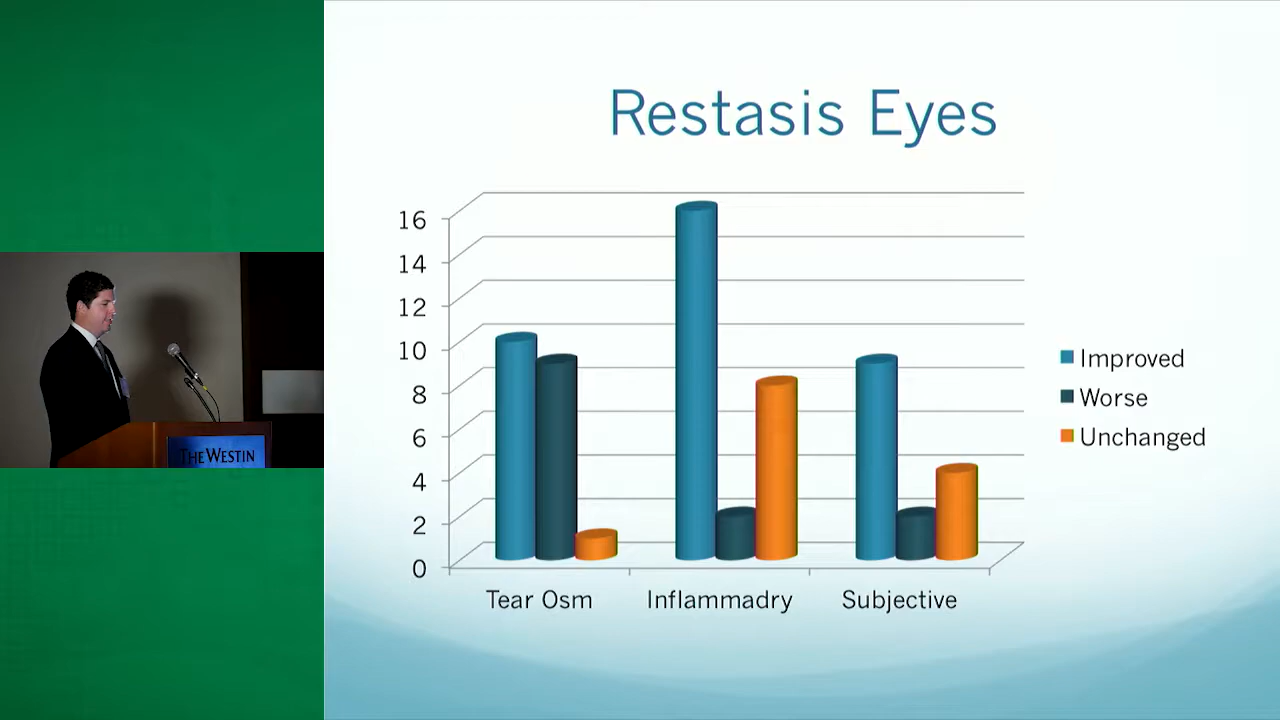 Restasis Eyes
16
14
12
10
8
6
4
2
0
Tear Osm Inflammadry Subjective
Improved
Worse
Unchanged
THE WESTIN